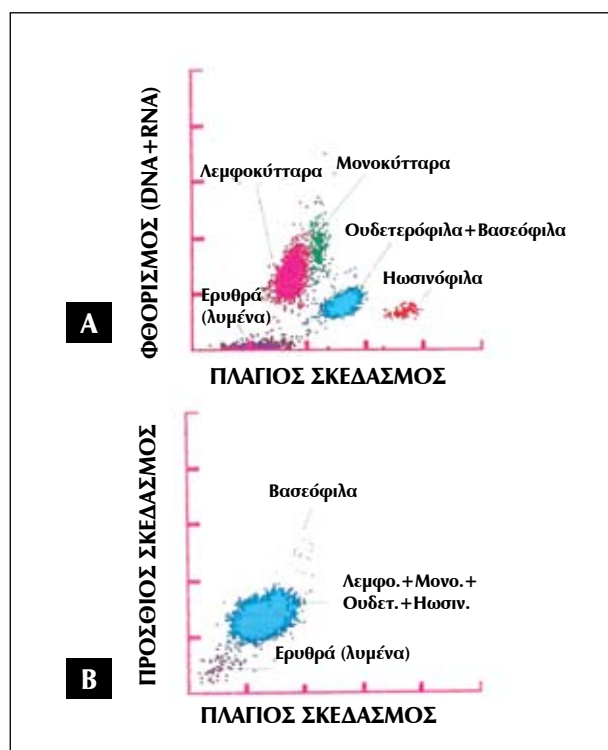 ΦΘΟΡΙΣΜΟΣ (DNA+RNA)
Λεμφοκύτταρα
Μονοκύτταρα
Ουδετερόφιλα+Βασεόφιλα
Ηωσινόφιλα
Ερυθρά
(λυμένα)
A
ΠΛΑΓΙΟΣ ΣΚΕΔΑΣΜΟΣ
ΠΡΟΣΘΙΟΣ ΣΚΕΔΑΣΜΟΣ
Βασεόφιλα
Λεμφο.+Μονο.+
Ουδετ.+Ηωσιν.
Ερυθρά (λυμένα)
B
ΠΛΑΓΙΟΣ ΣΚΕΔΑΣΜΟΣ